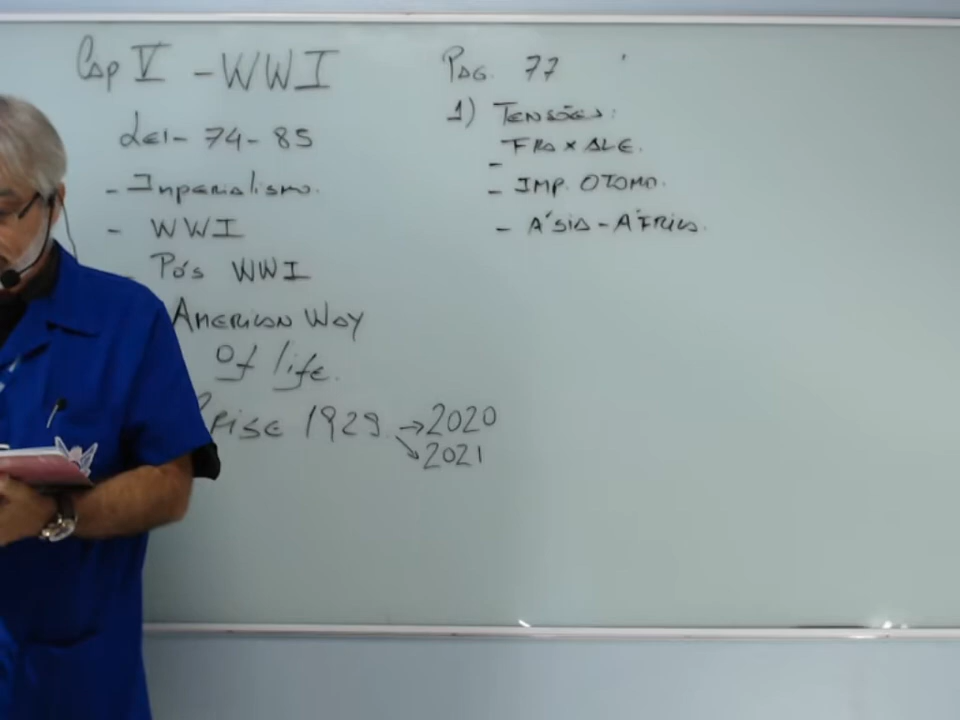 Cap V - WWI
Lei - 74 - 85
- Imperialismo.
- WWI
Pós WWI
American Way
Of life.
Crise 1929 → 2020
↘ 2021
Pag. 77
1) Tensões:
- FRA x ALE.
- IMP. OTOMO.
- ÁSIA - ÁFRICA.